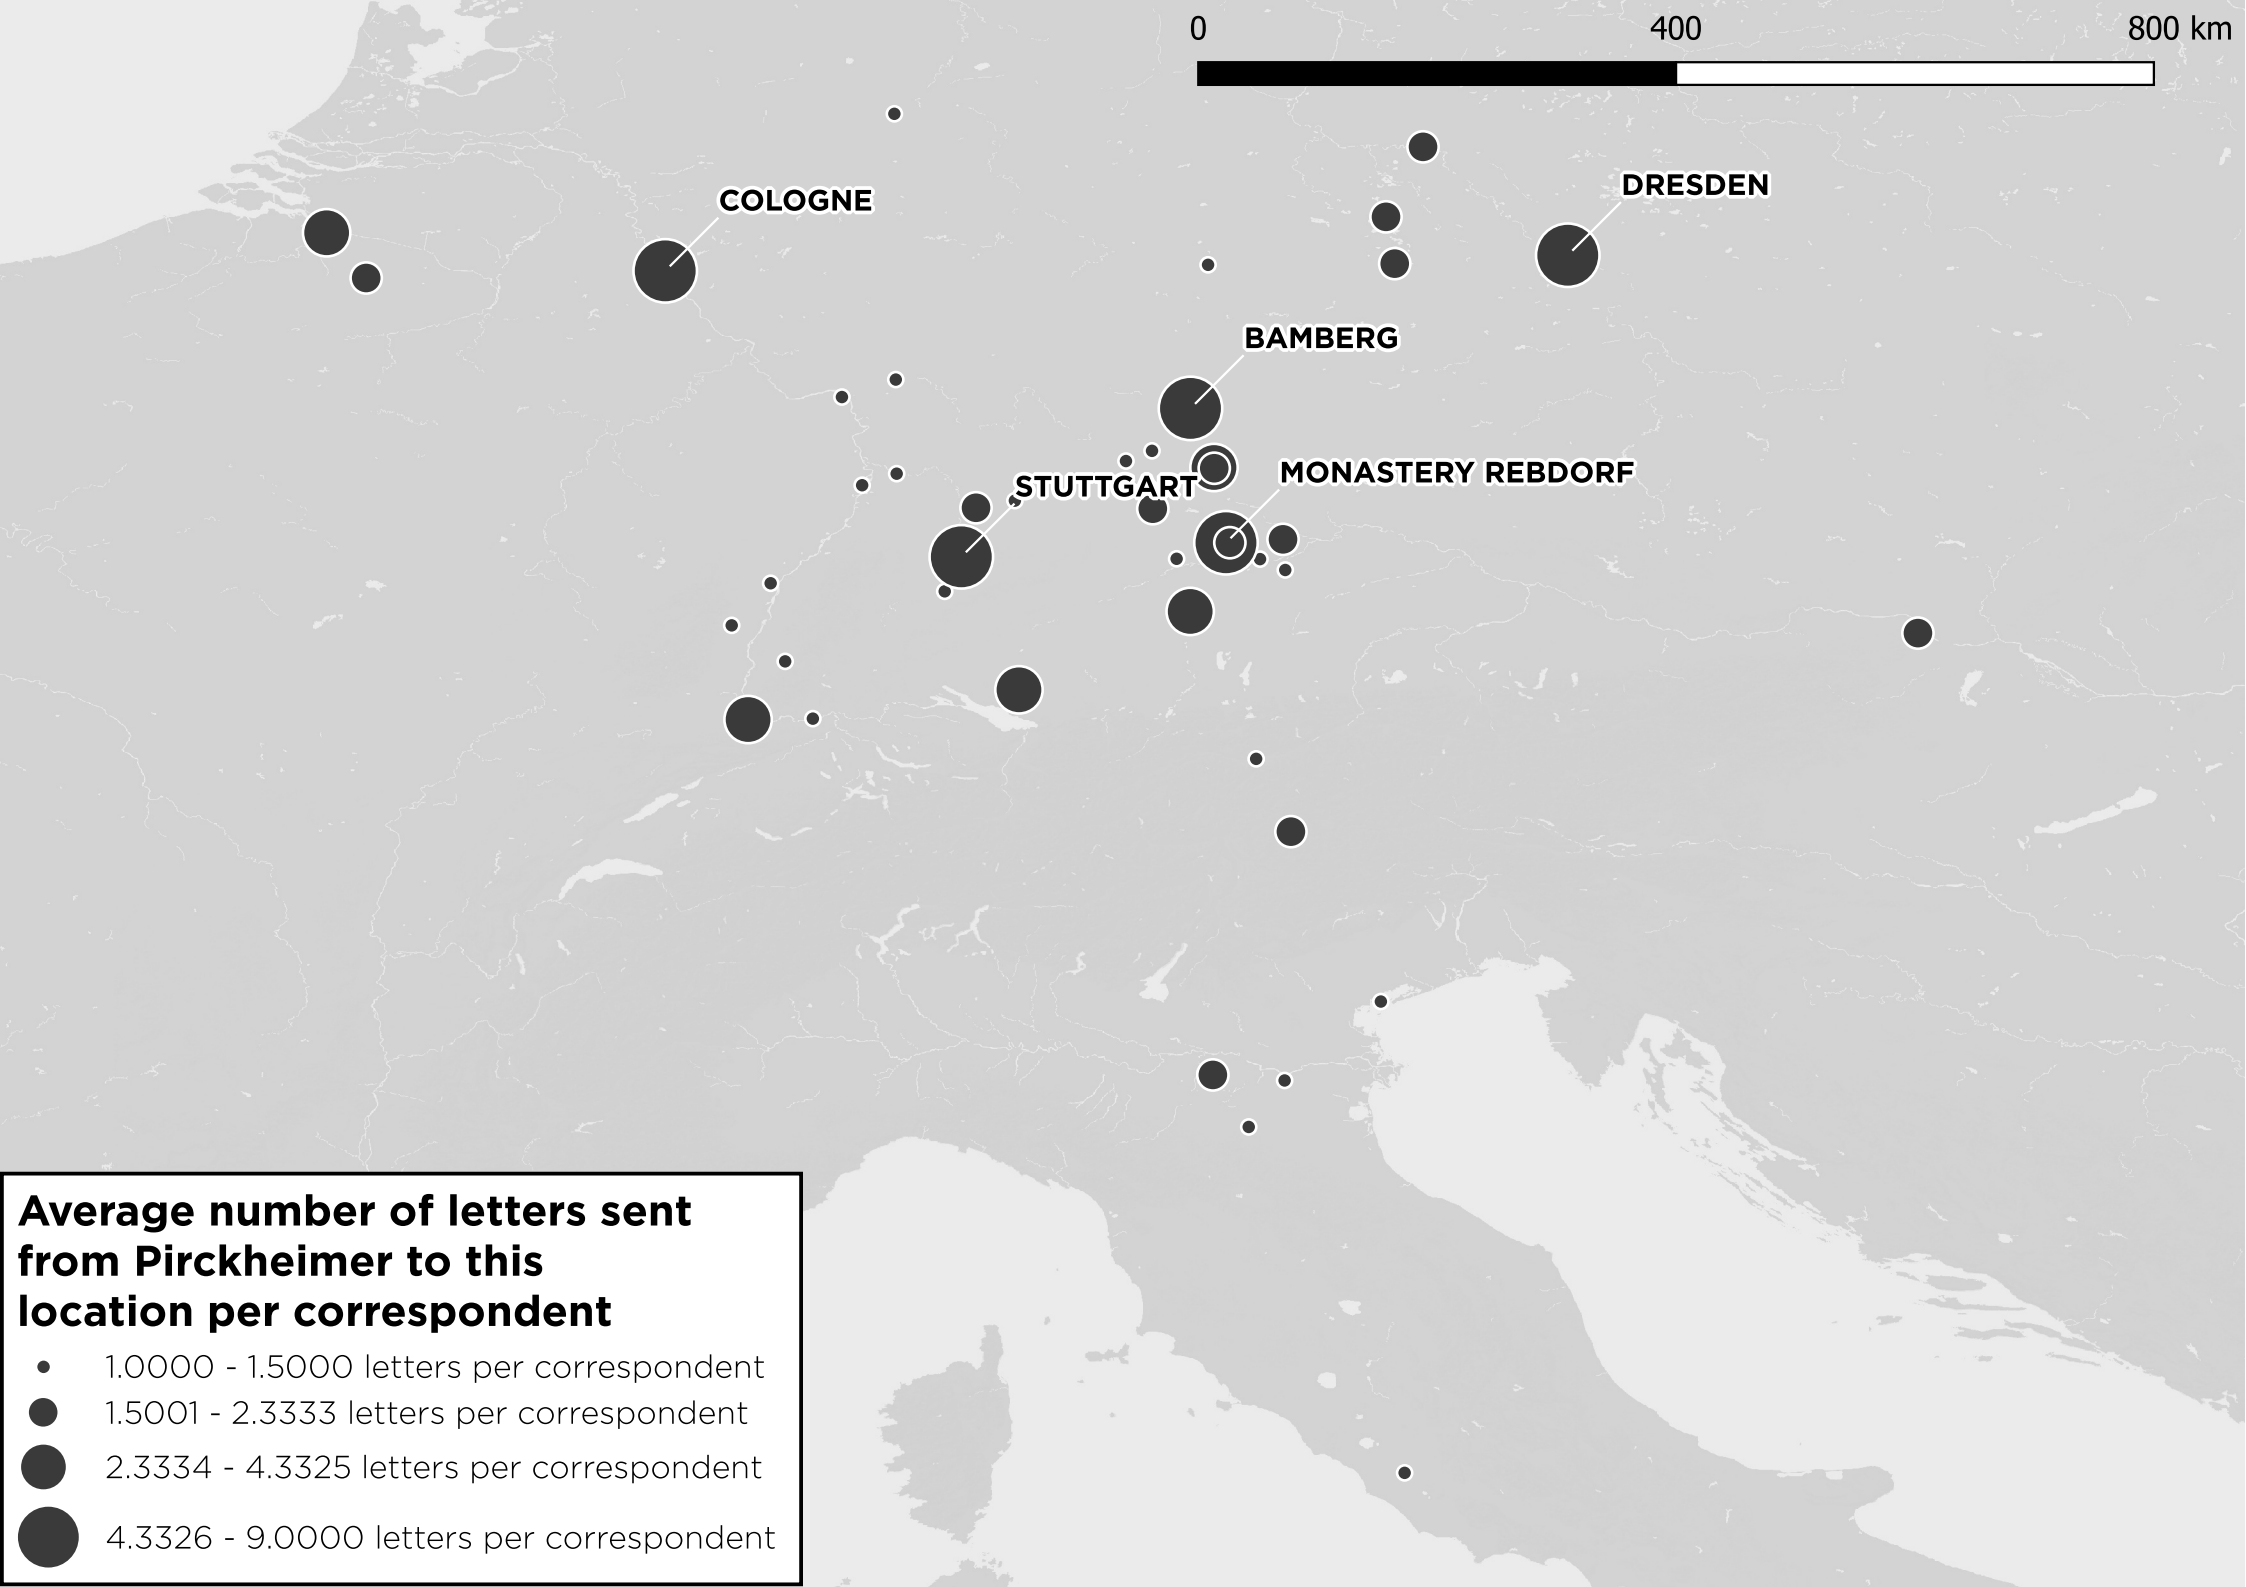 0 400 800 km
DRESDEN
COLOGNE
BAMBERG
MONASTERY REBDORF
STUTTGART
Average number of letters sent
from Pirckheimer to this
location per correspondent
1.0000 - 1.5000 letters per correspondent
1.5001 - 2.3333 letters per correspondent
2.3334 - 4.3325 letters per correspondent
4.3326 - 9.0000 letters per correspondent